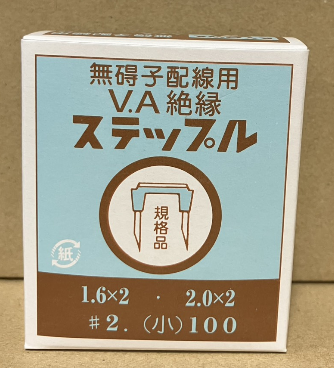 無碍子配線用
V.A 絶縁
ステップル
規格品
紙
1.6×2 · 2.0×2
#2.(小)100